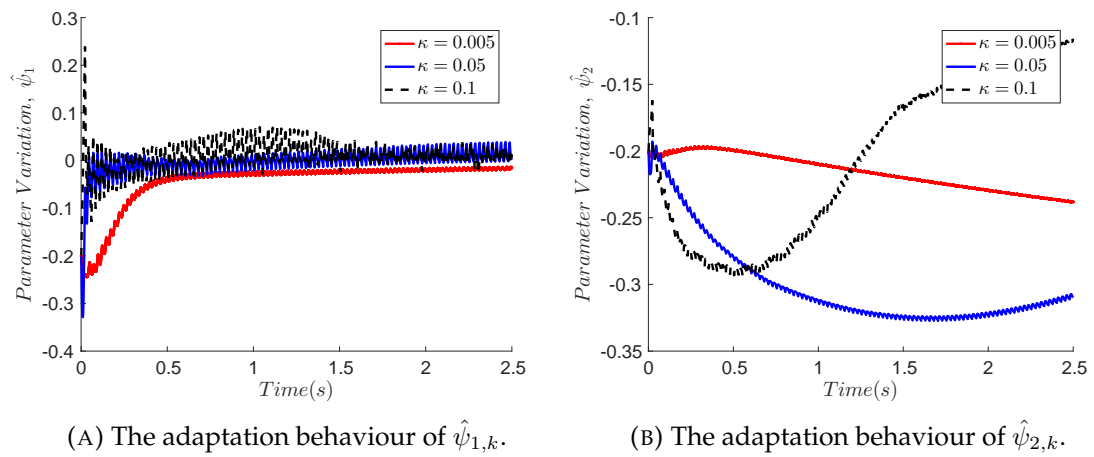 0.3
0.2
0.1
0
-0.1
-0.2
-0.3
-0.4
Parameter Variation, ψ̂₁
0 0.5 1 1.5 2 2.5
Time(s)
κ = 0.005
κ = 0.05
κ = 0.1
(A) The adaptation behaviour of ψ̂₁,ₖ.
-0.1
-0.15
-0.2
-0.25
-0.3
-0.35
Parameter Variation, ψ̂₂
0 0.5 1 1.5 2 2.5
Time(s)
κ = 0.005
κ = 0.05
κ = 0.1
(B) The adaptation behaviour of ψ̂₂,ₖ.